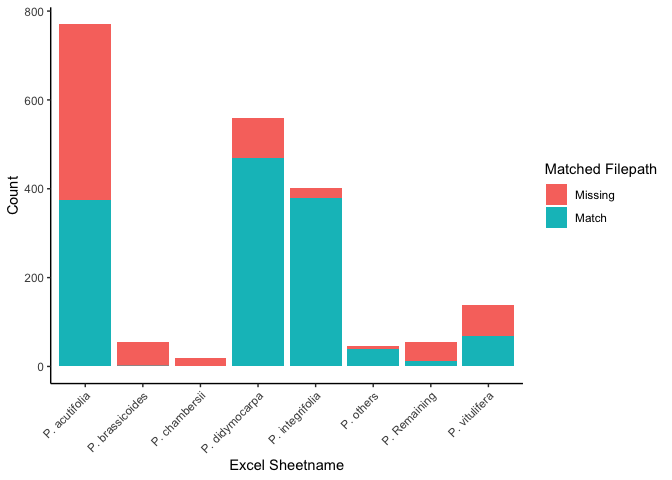 800
600
400
200
0
Count
P. acutifolia
P. brassicoides
P. chambersii
P. didymocarpa
P. integrifolia
P. others
P. Remaining
P. vitulifera
Excel Sheetname
Matched Filepath
Missing
Match